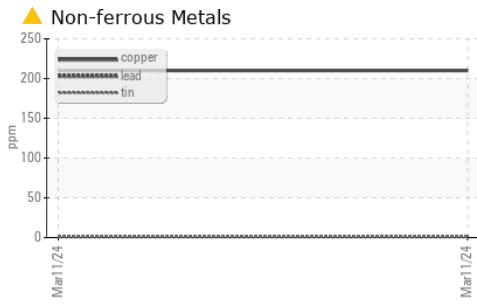 Non-ferrous Metals
250
200
150
100
50
0
ppm
copper
lead
tin
Mar11/24
Mar11/24